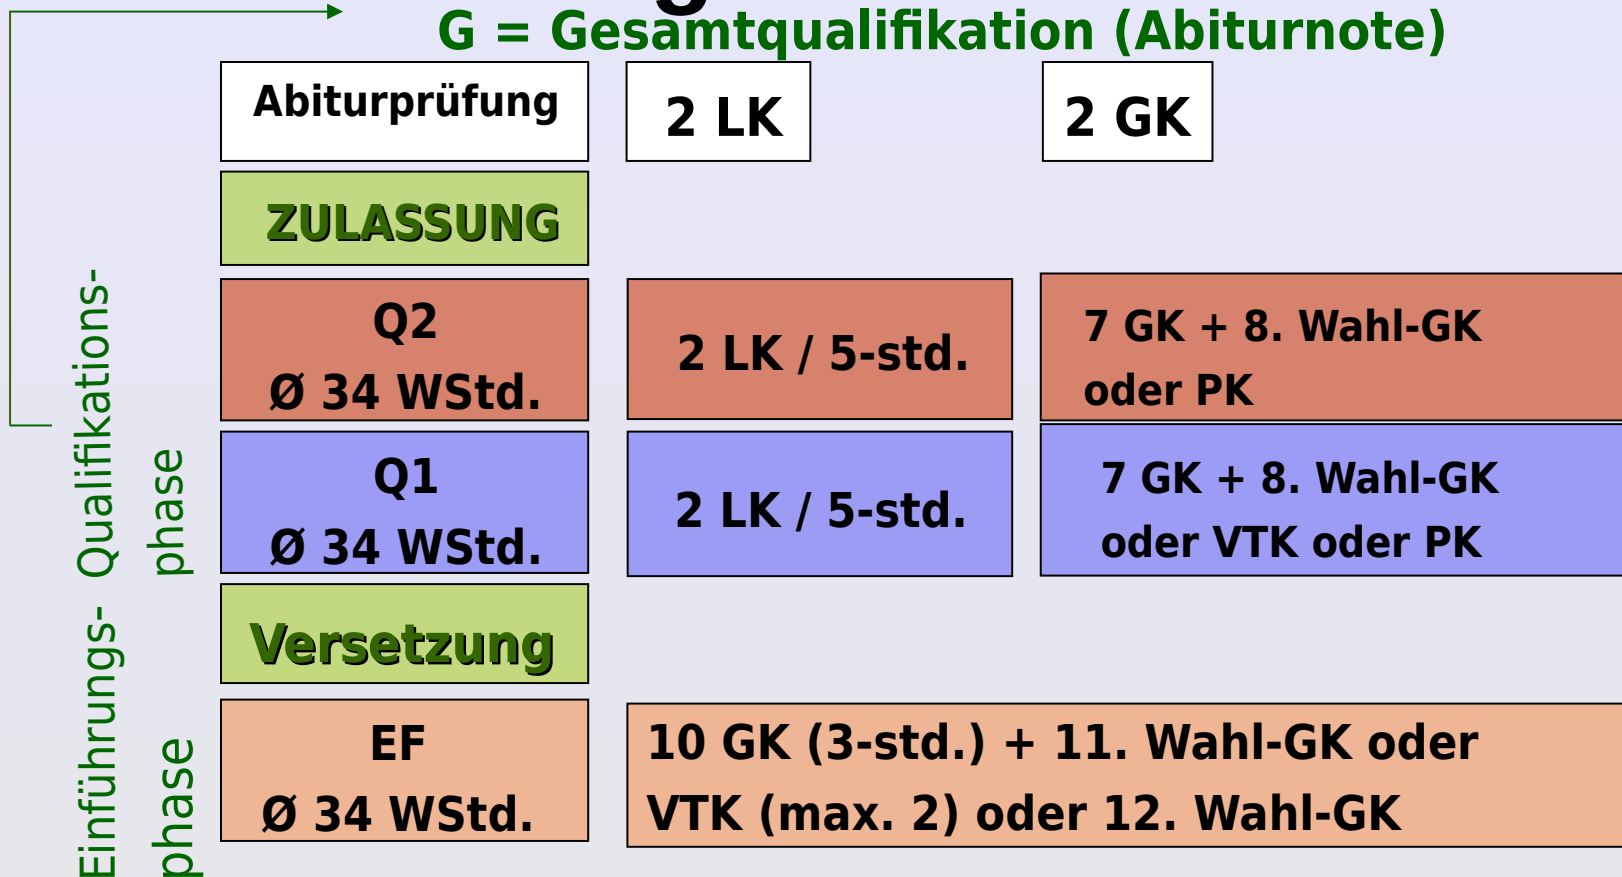 G = Gesamtqualifikation (Abiturnote)
Abiturprüfung
2 LK
2 GK
ZULASSUNG
Q2
Ø 34 WStd.
2 LK / 5-std.
7 GK + 8. Wahl-GK
oder PK
Q1
Ø 34 WStd.
2 LK / 5-std.
7 GK + 8. Wahl-GK
oder VTK oder PK
Qualifikations-
phase
Versetzung
EF
Ø 34 WStd.
10 GK (3-std.) + 11. Wahl-GK oder
VTK (max. 2) oder 12. Wahl-GK
Einführungs-
phase